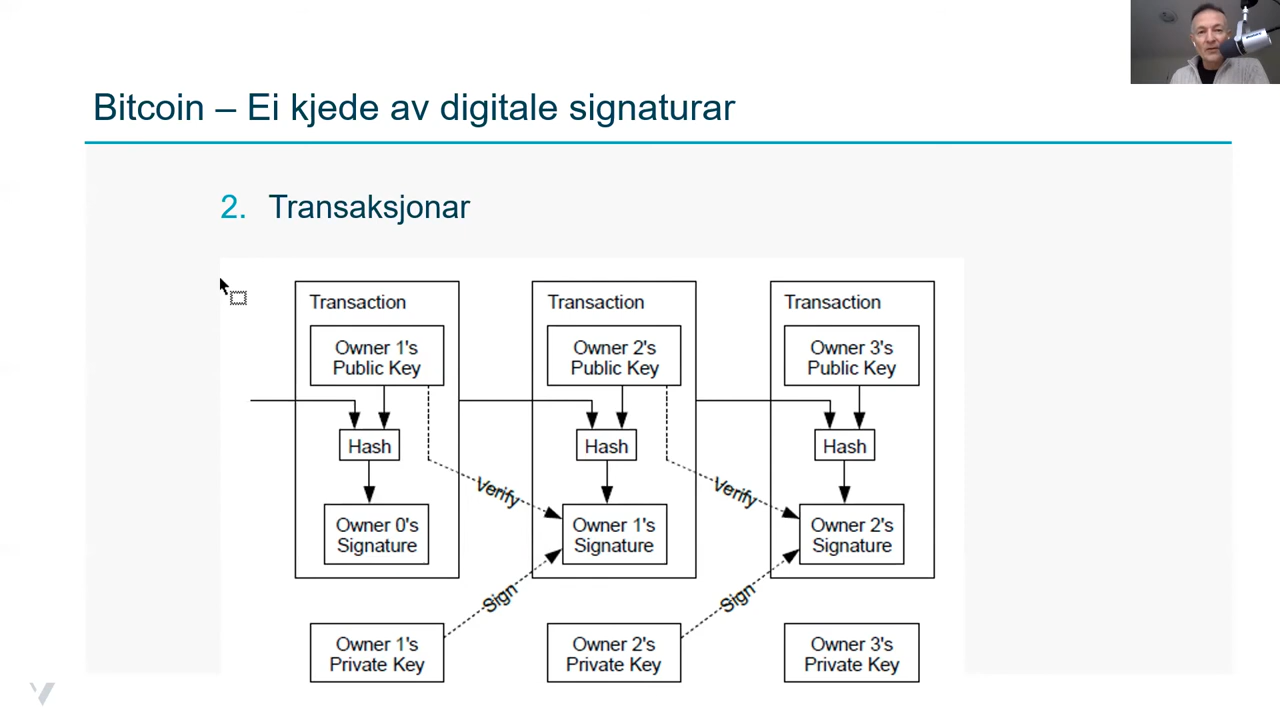 Bitcoin – Ei kjede av digitale signaturar
2. Transaksjonar
Transaction
Owner 1's
Public Key
Hash
Owner 0's
Signature
Transaction
Owner 2's
Public Key
Hash
Owner 1's
Signature
Transaction
Owner 3's
Public Key
Hash
Owner 2's
Signature
Verify
Verify
Sign
Sign
Owner 1's
Private Key
Owner 2's
Private Key
Owner 3's
Private Key